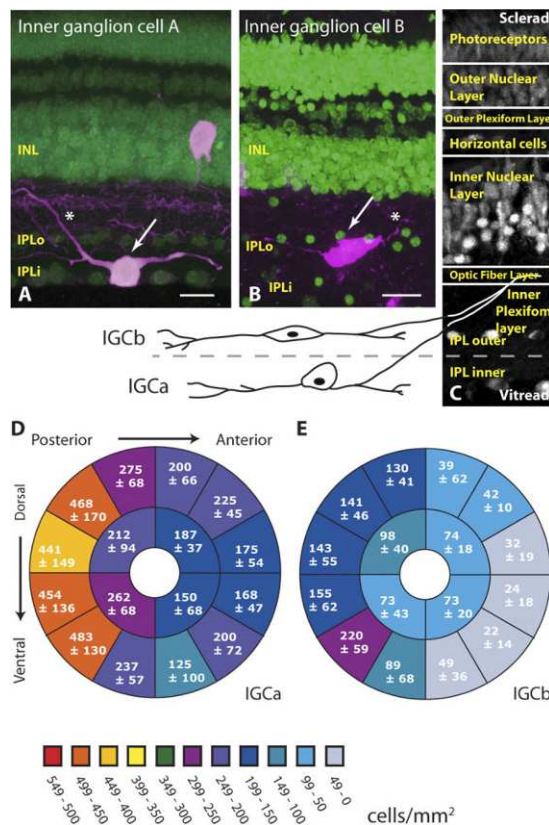 Inner ganglion cell A
INL
*
IPLo
IPLi
A
Inner ganglion cell B
INL
*
IPLo
IPLi
B
Sclerad
Photoreceptors
Outer Nuclear
Layer
Outer Plexiform Laye
Horizontal cells
Inner Nuclear
Layer
Optic Fiber Layer
Inner
Plexiform
layer
IPL outer
IPL inner
C Vitread
IGCb
IGCa
D
Posterior
Anterior
Dorsal
Ventral
275
± 68
200
± 66
225
± 45
175
± 54
168
± 47
200
± 72
125
± 100
237
± 57
483
± 130
454
± 136
441
± 149
468
± 170
212
± 94
187
± 37
150
± 68
262
± 68
IGCa
E
130
± 41
39
± 62
42
± 10
32
± 19
24
± 18
22
± 14
49
± 36
89
± 68
220
± 59
155
± 62
143
± 55
141
± 46
98
± 40
74
± 18
73
± 20
73
± 43
IGCb
549 - 500
499 - 450
449 - 400
399 - 350
349 - 300
299 - 250
249 - 200
199 - 150
149 - 100
99 - 50
49 - 0
cells/mm²